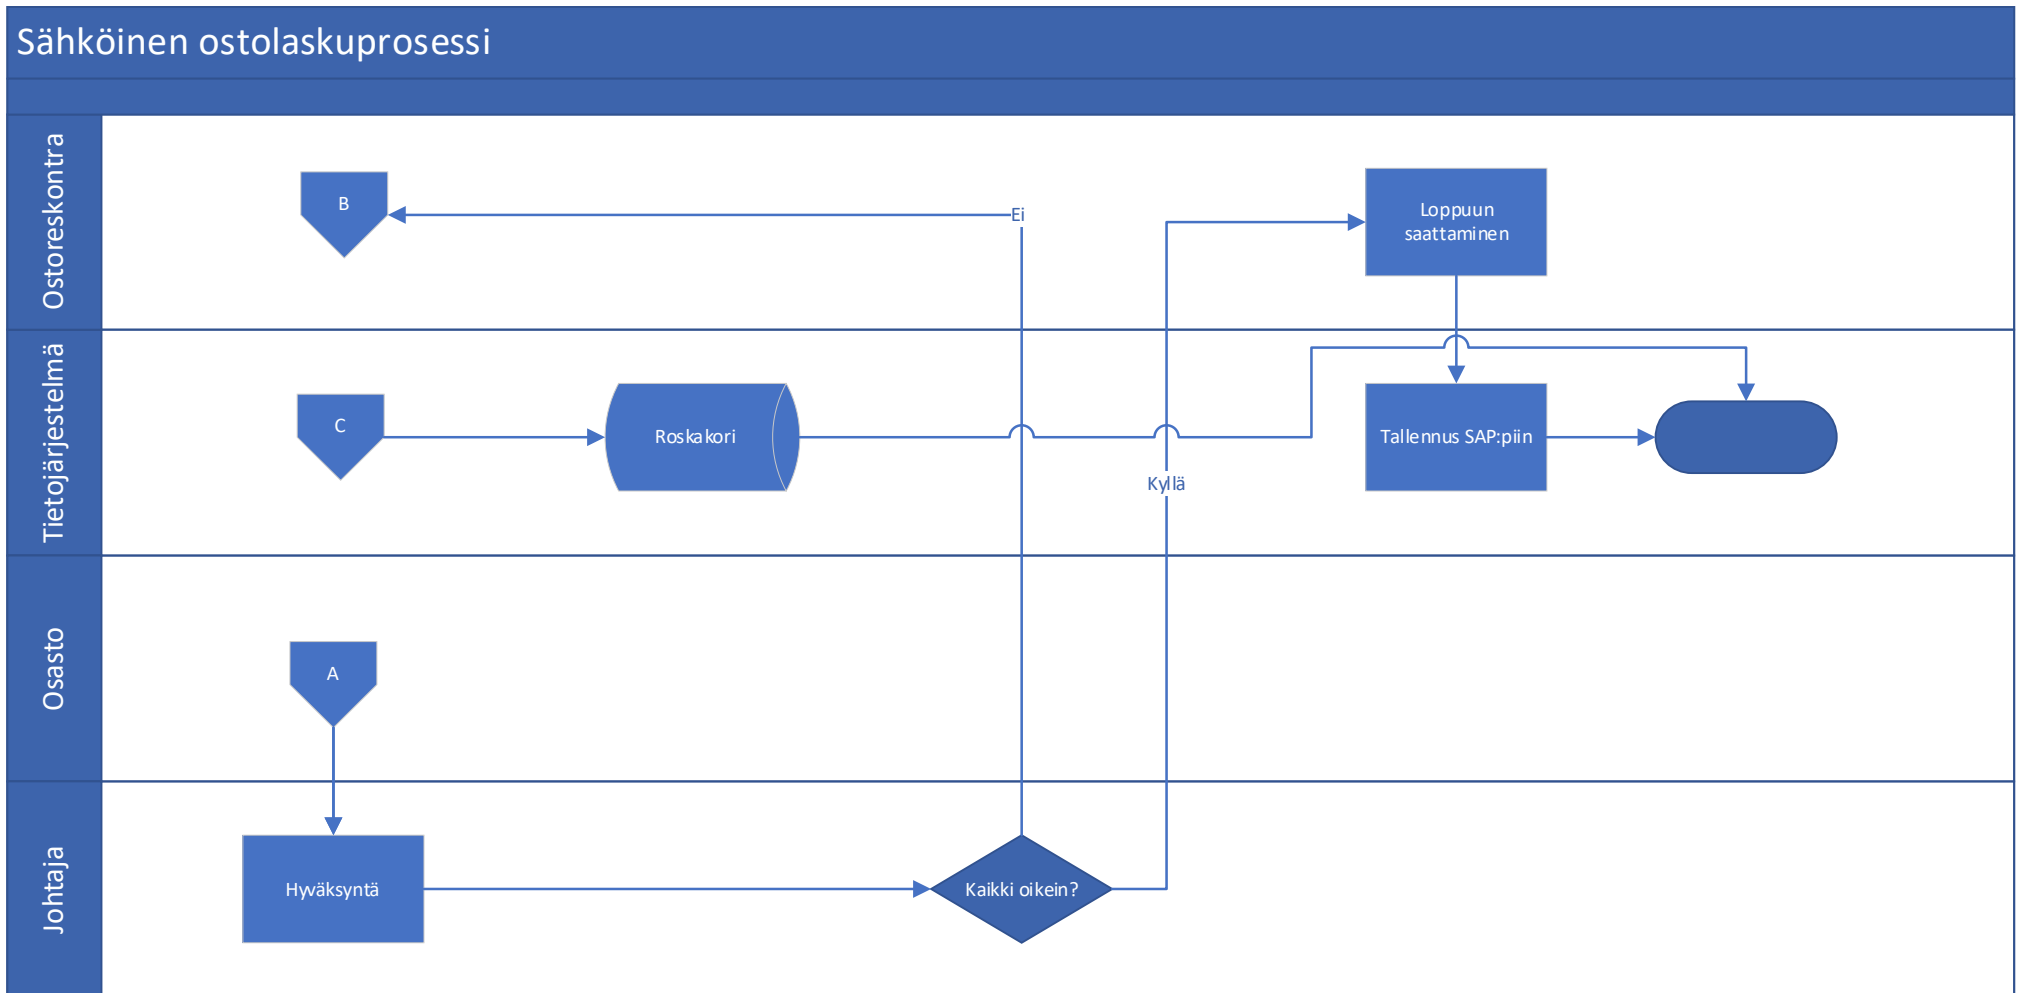 Sähköinen ostolaskuprosessi
Ostoreskontra
B
Ei
Loppuun
saattaminen
Tietojärjestelmä
C
Roskakori
Kyllä
Tallennus SAP:piin
Osasto
A
Johtaja
Hyväksyntä
Kaikki oikein?